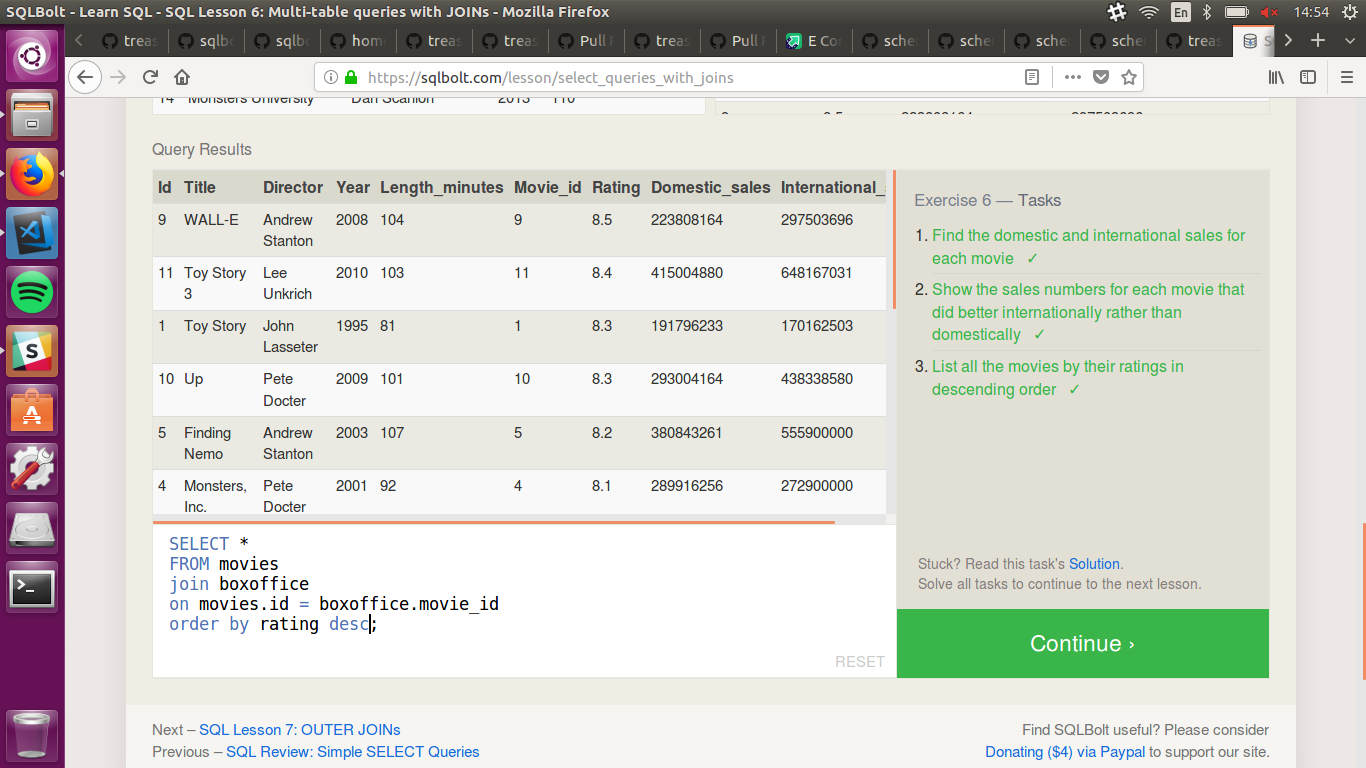 SQLBolt - Learn SQL - SQL Lesson 6: Multi-table queries with JOINs - Mozilla Firefox
En
14:54
treas
sqlb
sqlb
hom
treas
treas
Pull
treas
Pull
E Cor
sche
sche
sche
sche
treas
https://sqlbolt.com/lesson/select_queries_with_joins
14 Monsters University Dan Scanlon 2013 110
Query Results
Id Title Director Year Length_minutes Movie_id Rating Domestic_sales International_
9 WALL-E Andrew Stanton 2008 104 9 8.5 223808164 297503696
11 Toy Story 3 Lee Unkrich 2010 103 11 8.4 415004880 648167031
1 Toy Story John Lasseter 1995 81 1 8.3 191796233 170162503
10 Up Pete Docter 2009 101 10 8.3 293004164 438338580
5 Finding Nemo Andrew Stanton 2003 107 5 8.2 380843261 555900000
4 Monsters, Inc. Pete Docter 2001 92 4 8.1 289916256 272900000
SELECT *
FROM movies
join boxoffice
on movies.id = boxoffice.movie_id
order by rating desc;
RESET
Exercise 6 — Tasks
1. Find the domestic and international sales for
each movie ✓
2. Show the sales numbers for each movie that
did better internationally rather than
domestically ✓
3. List all the movies by their ratings in
descending order ✓
Stuck? Read this task's Solution.
Solve all tasks to continue to the next lesson.
Continue ›
Next – SQL Lesson 7: OUTER JOINs
Previous – SQL Review: Simple SELECT Queries
Find SQLBolt useful? Please consider
Donating ($4) via Paypal to support our site.